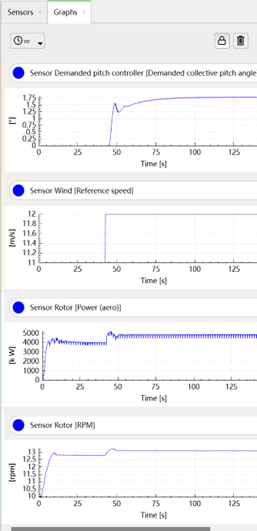 Sensors × Graphs ×
∞
Sensor Demanded pitch controller [Demanded collective pitch angle
1.75
1.5
1.25
1
0.75
0.5
0.25
0
[°]
0 25 50 75 100 125
Time [s]
Sensor Wind [Reference speed]
12
11.8
11.6
11.4
11.2
11
[m/s]
0 25 50 75 100 125
Time [s]
Sensor Rotor [Power (aero)]
5000
4000
3000
2000
1000
0
[k W]
0 25 50 75 100 125
Time [s]
Sensor Rotor [RPM]
13
12
11
10
[rpm]
0 25 50 75 100 125
Time [s]